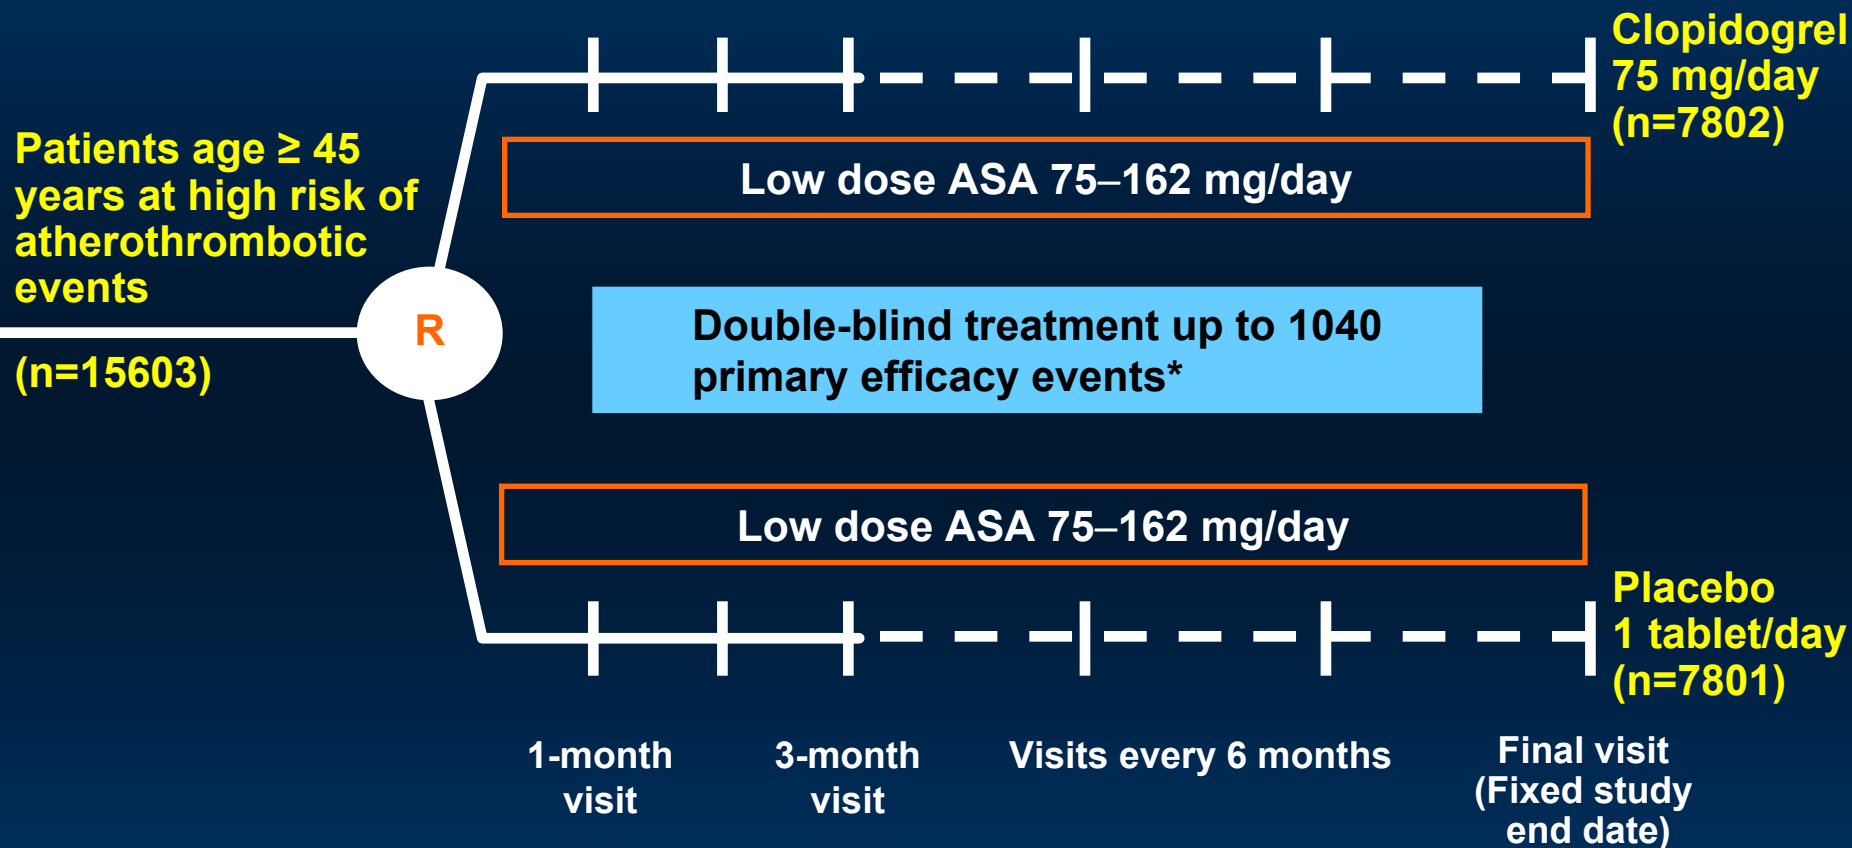 Patients age ≥ 45
years at high risk of
atherothrombotic
events
(n=15603)
R
Clopidogrel
75 mg/day
(n=7802)
Low dose ASA 75–162 mg/day
Double-blind treatment up to 1040
primary efficacy events*
Low dose ASA 75–162 mg/day
Placebo
1 tablet/day
(n=7801)
1-month
visit
3-month
visit
Visits every 6 months
Final visit
(Fixed study
end date)